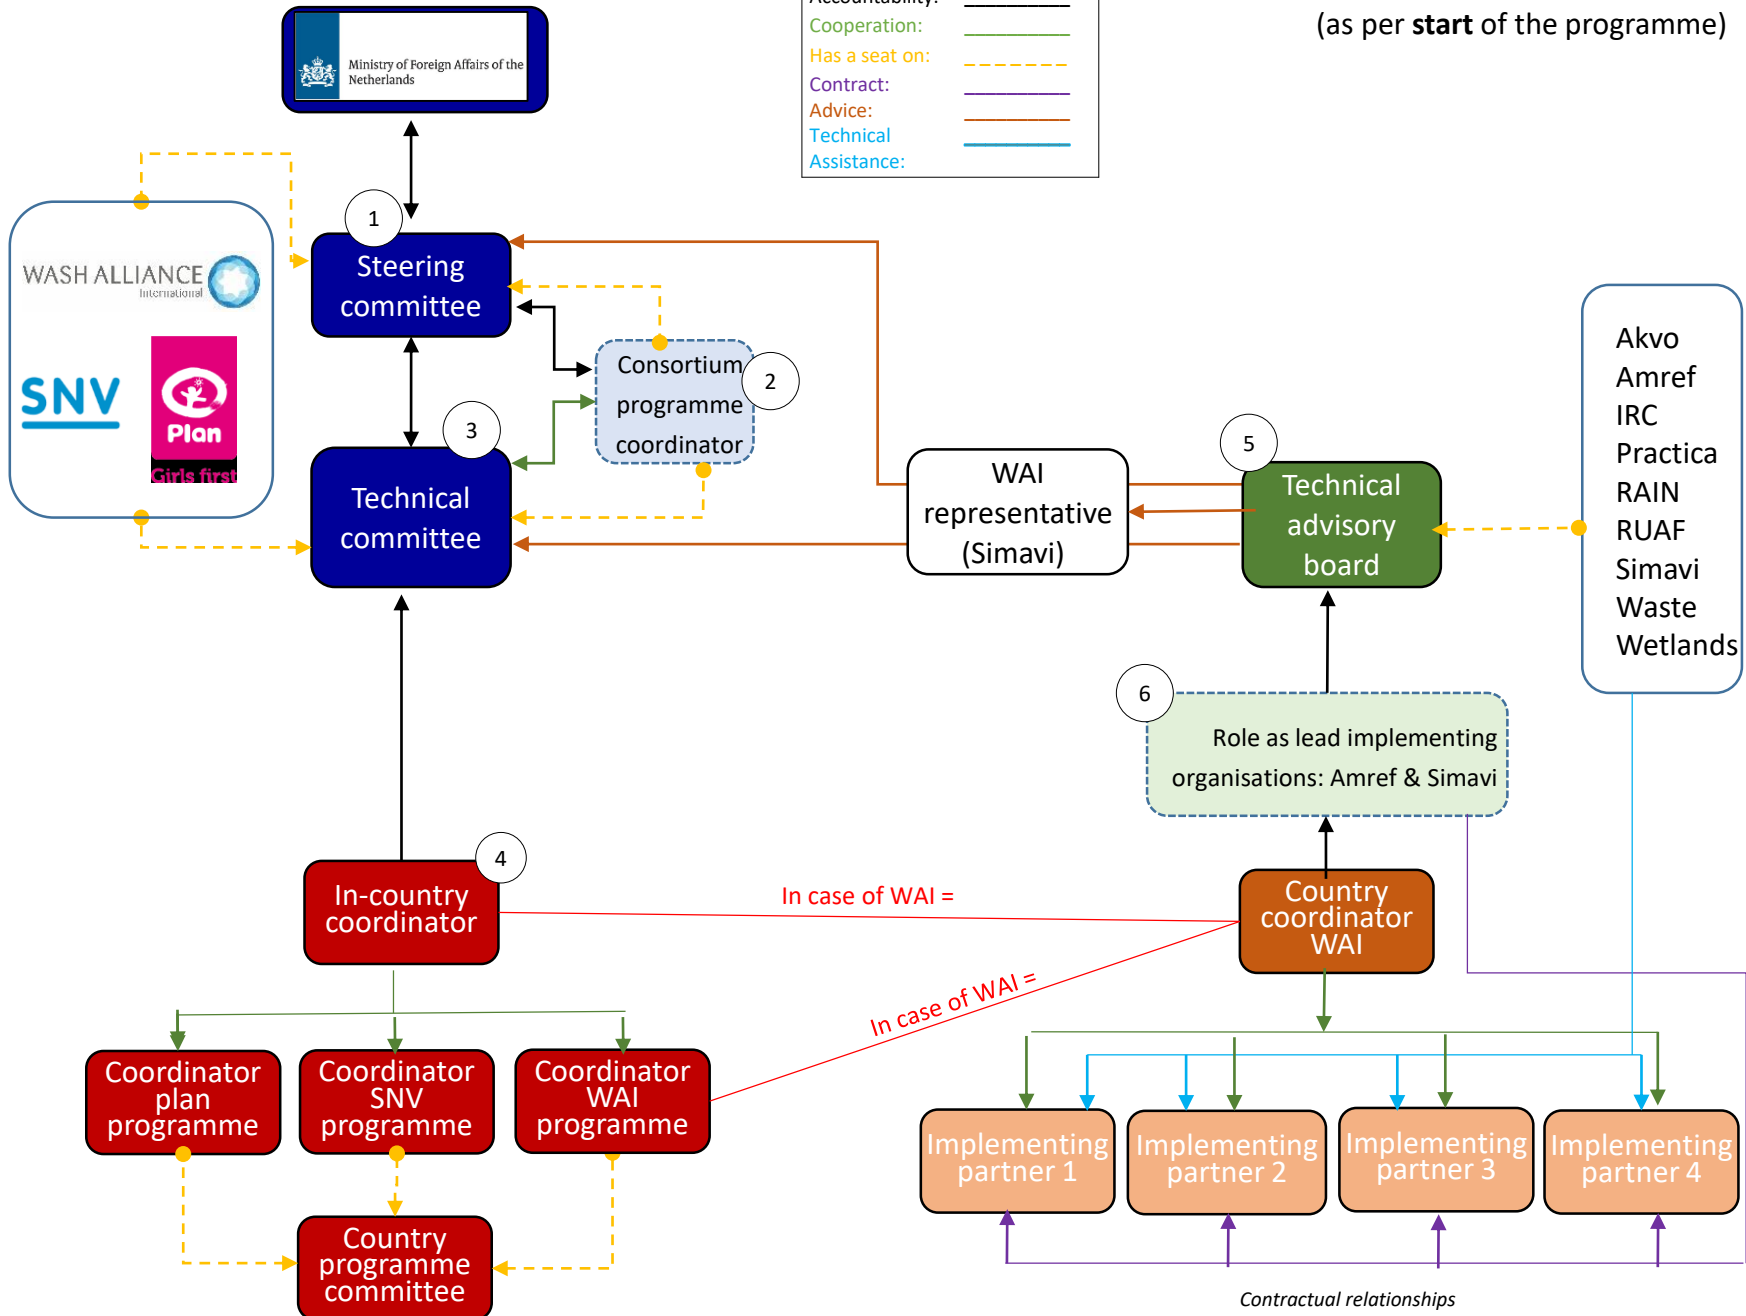 Accountability:
Cooperation:
Has a seat on:
Contract:
Advice:
Technical
Assistance:
(as per start of the programme)
Ministry of Foreign Affairs of the
Netherlands
1
Steering
committee
WASH ALLIANCE
International
SNV
Plan
Girls first
Consortium
programme
coordinator
2
3
Technical
committee
WAI
representative
(Simavi)
5
Technical
advisory
board
Akvo
Amref
IRC
Practica
RAIN
RUAF
Simavi
Waste
Wetlands
6
Role as lead implementing
organisations: Amref & Simavi
4
In-country
coordinator
In case of WAI =
Country
coordinator
WAI
In case of WAI =
Coordinator
plan
programme
Coordinator
SNV
programme
Coordinator
WAI
programme
Implementing
partner 1
Implementing
partner 2
Implementing
partner 3
Implementing
partner 4
Country
programme
committee
Contractual relationships